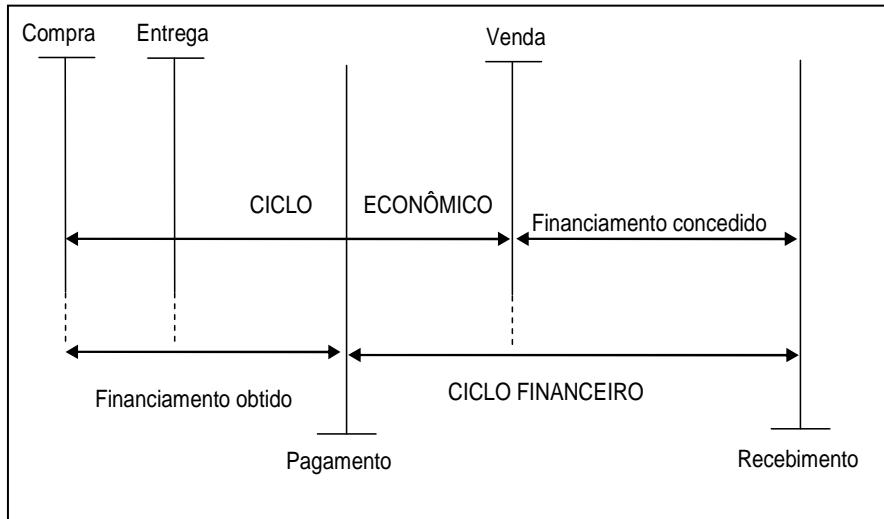 Compra
Entrega
Venda
CICLO ECONÔMICO
Financiamento concedido
Financiamento obtido
CICLO FINANCEIRO
Pagamento
Recebimento